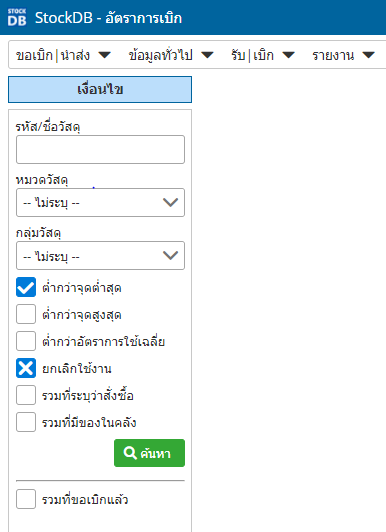 STOCK
DB StockDB - อัตราการเบิก
ขอเบิก|นำส่ง ข้อมูลทั่วไป รับ|เบิก รายงาน
เงื่อนไข
รหัส/ชื่อวัสดุ
หมวดวัสดุ
-- ไม่ระบุ --
กลุ่มวัสดุ
-- ไม่ระบุ --
ต่ำกว่าจุดต่ำสุด
ต่ำกว่าจุดสูงสุด
ต่ำกว่าอัตราการใช้เฉลี่ย
ยกเลิกใช้งาน
รวมที่ระบุว่าสั่งซื้อ
รวมที่มีของในคลัง
ค้นหา
รวมที่ขอเบิกแล้ว